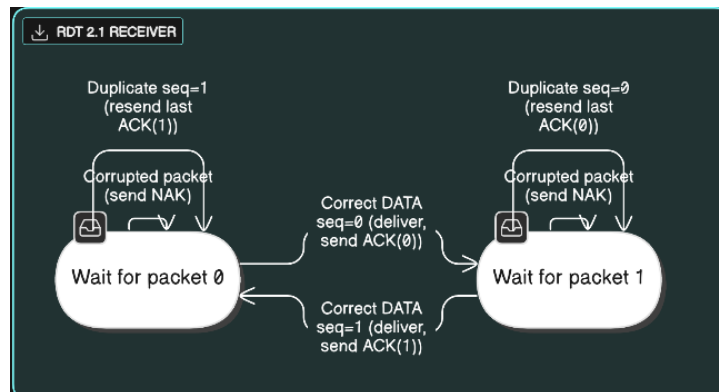 RDT 2.1 RECEIVER
Duplicate seq=1
(resend last
ACK(1))
Duplicate seq=0
(resend last
ACK(0))
Corrupted packet
(send NAK)
Corrupted packet
(send NAK)
Correct DATA
seq=0 (deliver,
send ACK(0))
Wait for packet 0
Wait for packet 1
Correct DATA
seq=1 (deliver,
send ACK(1))